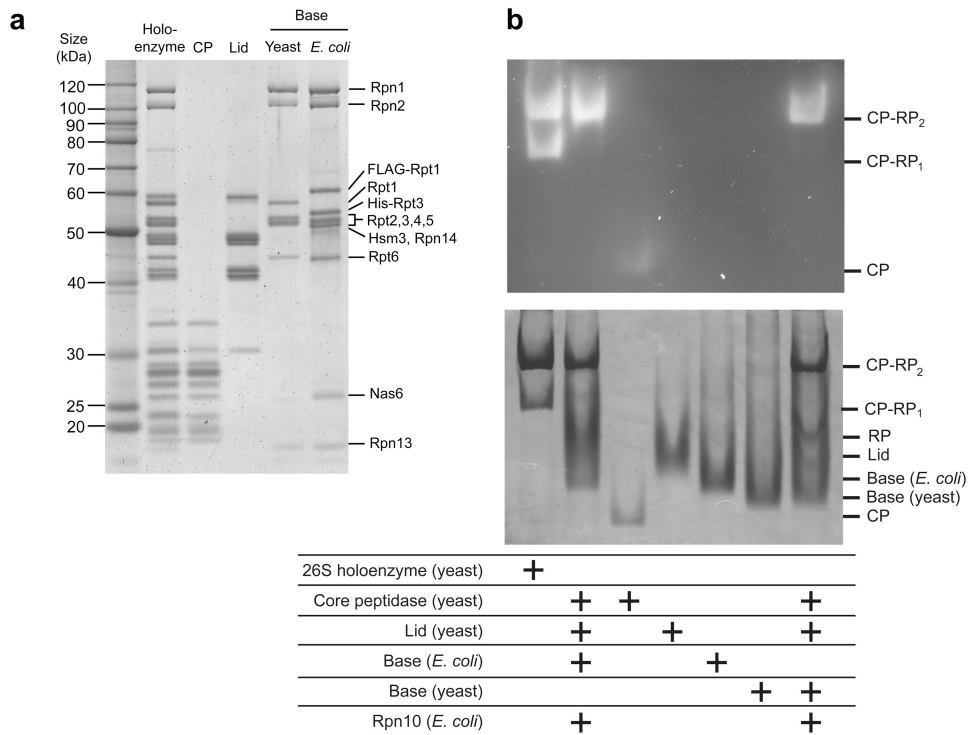 a
Size
(kDa)
Holo-
enzyme
CP
Lid
Base
Yeast
E. coli
120
100
90
80
70
60
50
40
30
25
20
Rpn1
Rpn2
FLAG-Rpt1
Rpt1
His-Rpt3
Rpt2,3,4,5
Hsm3, Rpn14
Rpt6
Nas6
Rpn13
b
CP-RP2
CP-RP1
CP
CP-RP2
CP-RP1
RP
Lid
Base (E. coli)
Base (yeast)
CP
26S holoenzyme (yeast) +
Core peptidase (yeast) + + +
Lid (yeast) + + +
Base (E. coli) + +
Base (yeast) + +
Rpn10 (E. coli) + +